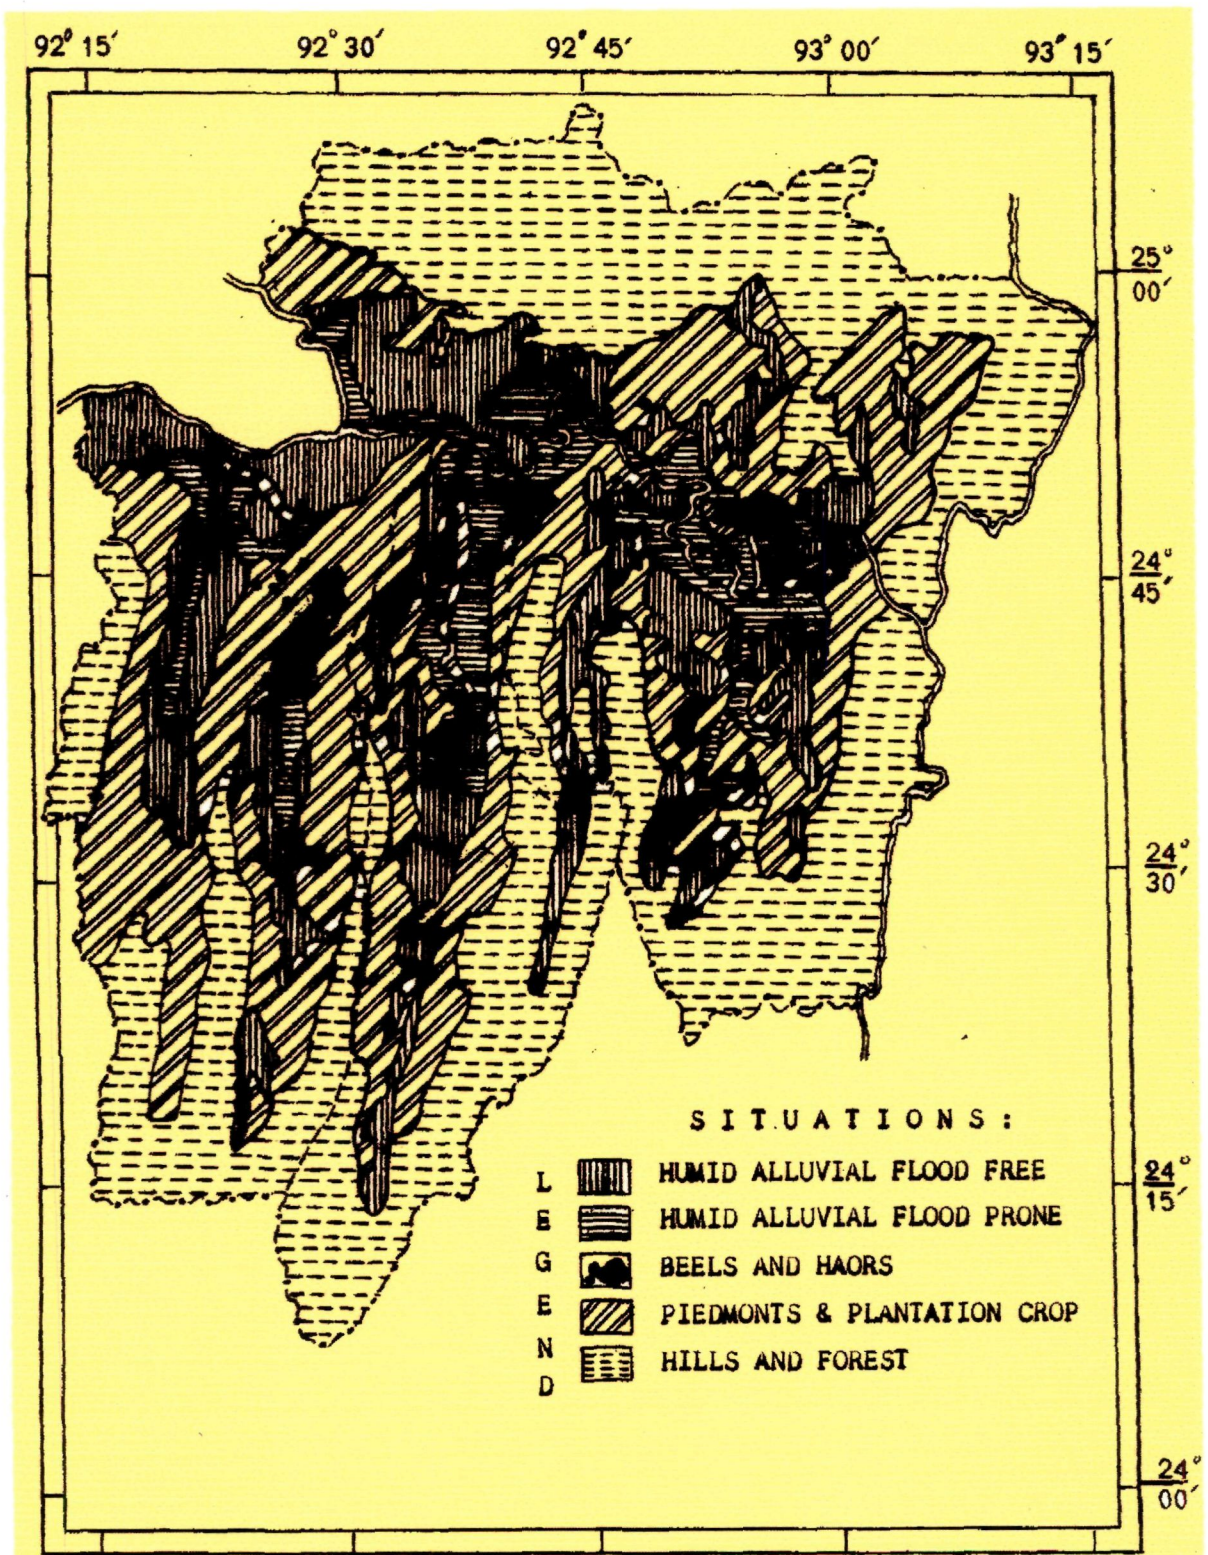 92° 15′ 92° 30′ 92° 45′ 93° 00′ 93° 15′
25°
00′
24°
45′
24°
30′
24°
15′
24°
00′
SITUATIONS:
LEGEND
HUMID ALLUVIAL FLOOD FREE
HUMID ALLUVIAL FLOOD PRONE
BEELS AND HAORS
PIEDMONTS & PLANTATION CROP
HILLS AND FOREST